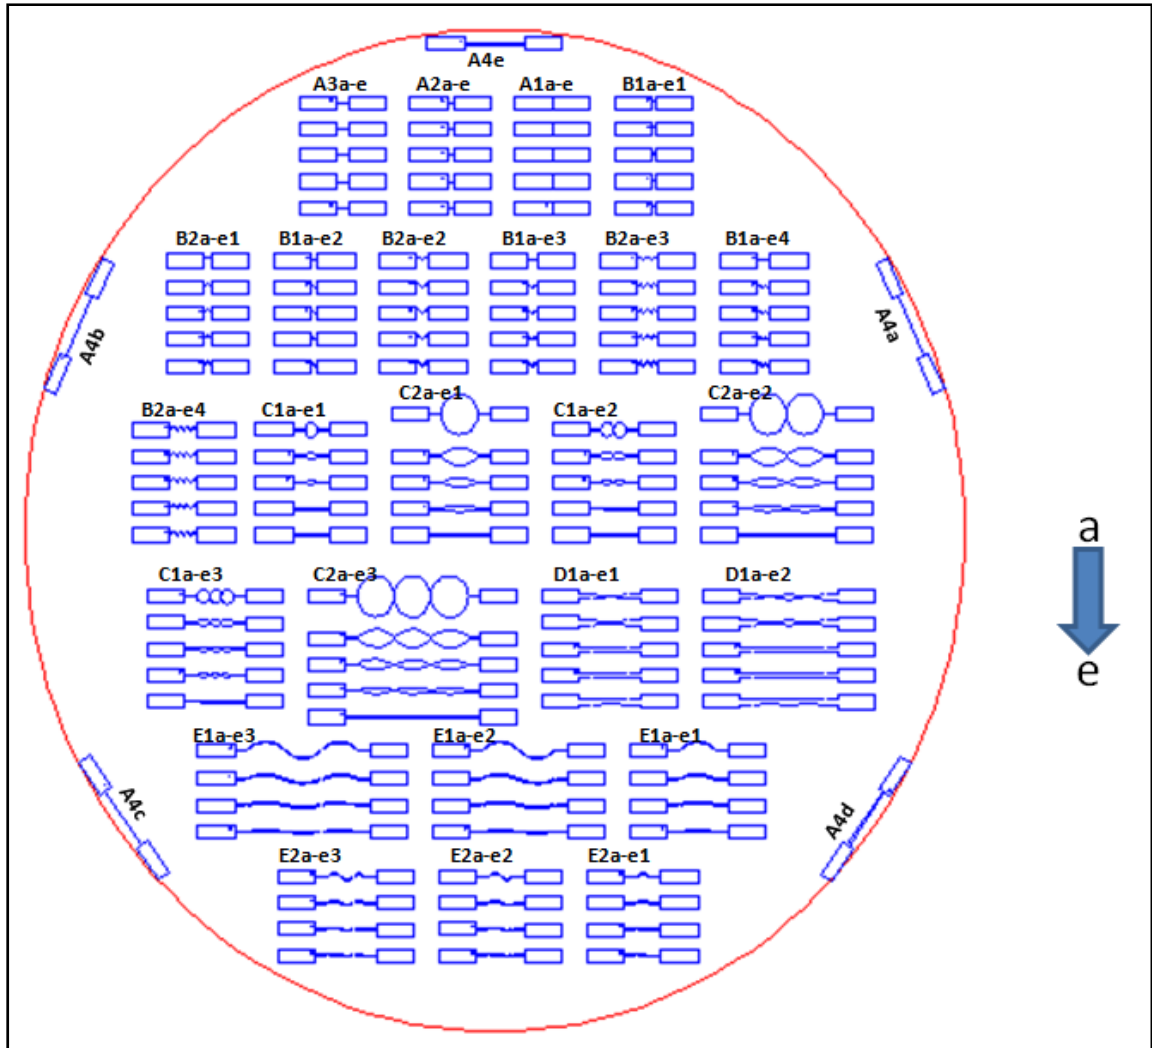 A4e
A3a-e A2a-e A1a-e B1a-e1
B2a-e1 B1a-e2 B2a-e2 B1a-e3 B2a-e3 B1a-e4
A4b
A4a
B2a-e4 C1a-e1 C2a-e1 C1a-e2 C2a-e2
a
e
C1a-e3 C2a-e3 D1a-e1 D1a-e2
E1a-e3 E1a-e2 E1a-e1
A4c
A4d
E2a-e3 E2a-e2 E2a-e1